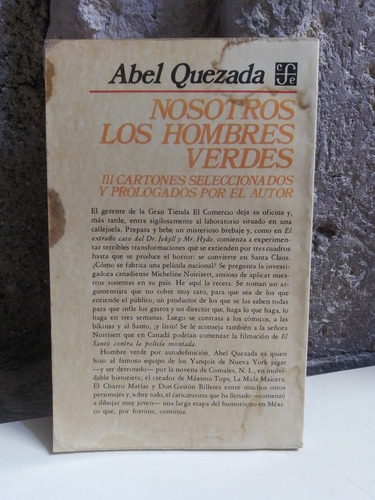 Abel Quezada
NOSOTROS
LOS HOMBRES
VERDES
111 CARTONES SELECCIONADOS
Y PROLOGADOS POR EL AUTOR
El gerente de la Gran Tienda El Comercio deja su oficina y,
más tarde, entra sigilosamente al laboratorio situado en una
callejuela. Prepara y bebe un misterioso brebaje y, como en El
extraño caso del Dr. Jekyll y Mr. Hyde, comienza a experimen-
tar terribles transformaciones que se extienden por tres cuadros
hasta que se produce el horror: se convierte en Santa Claus.
¿Cómo se fabrica una película nacional? Se pregunta la investi-
gadora canadiense Micheline Noirisett, ansiosa de aplicar nues-
tros sistemas en su país. He aquí la receta: Se toman un ar-
gumentista que no cobre muy caro, para que sea de los que
entiende el público; un productor de los que se las saben todas
para que infle los gastos y un director que, haga lo que haga, lo
haga en tres semanas. Luego se contrata a los cómicos, a las
bikinas y al Santo, ¡y listo! Se le aconseja también a la señora
Noirisett que en Canadá podrían comenzar la filmación de El
Santo contra la policía montada.
Hombre verde por autodefinición, Abel Quezada es quien
hizo al famoso equipo de los Yanquis de Nueva York jugar
—y ser derrotado— por la novena de Comales, N. L., en inolvi-
dable historieta; el creador de Máximo Tops, La Mula Maicera,
El Charro Matías y Don Gastón Billetes entre muchos otros
personajes y, sobre todo, el caricaturista que ha llenado —comenzó
a dibujar muy joven— una larga etapa del humorismo en Méxi-
co que, por fortuna, continúa.